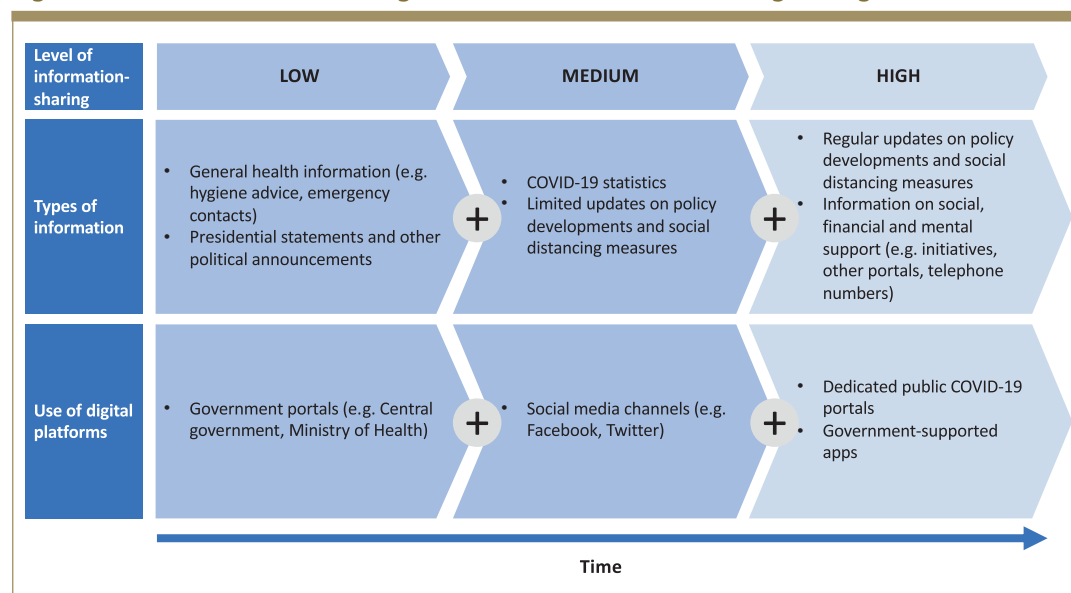 Level of
information-
sharing
LOW
MEDIUM
HIGH
Types of
information
• General health information (e.g.
hygiene advice, emergency
contacts)
• Presidential statements and other
political announcements
+
• COVID-19 statistics
• Limited updates on policy
developments and social
distancing measures
+
• Regular updates on policy
developments and social
distancing measures
• Information on social,
financial and mental
support (e.g. initiatives,
other portals, telephone
numbers)
Use of digital
platforms
• Government portals (e.g. Central
government, Ministry of Health)
+
• Social media channels (e.g.
Facebook, Twitter)
+
• Dedicated public COVID-19
portals
• Government-supported
apps
Time